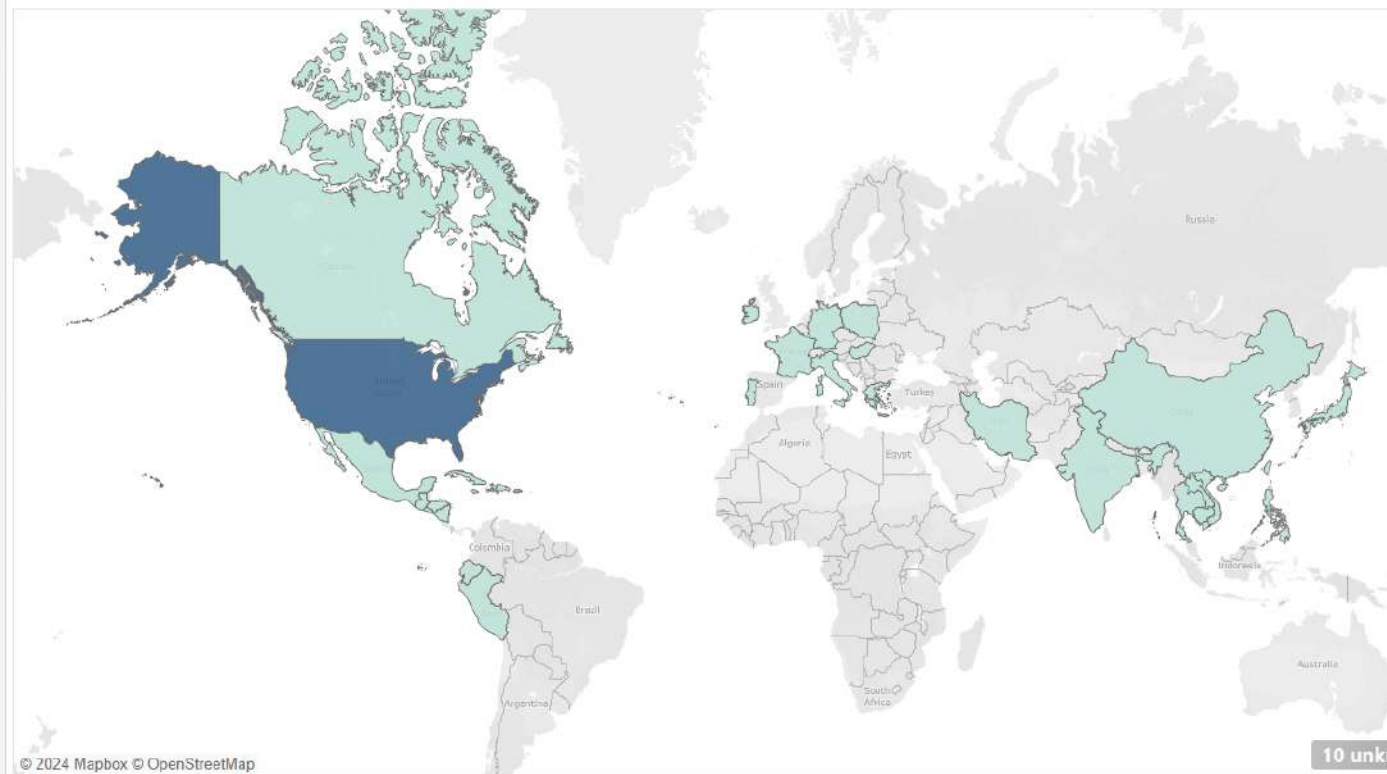 Russia
Spain
Turkey
Algeria
Egypt
Colombia
Brazil
Indonesia
Australia
South
Africa
Argentina
© 2024 Mapbox © OpenStreetMap
10 unk